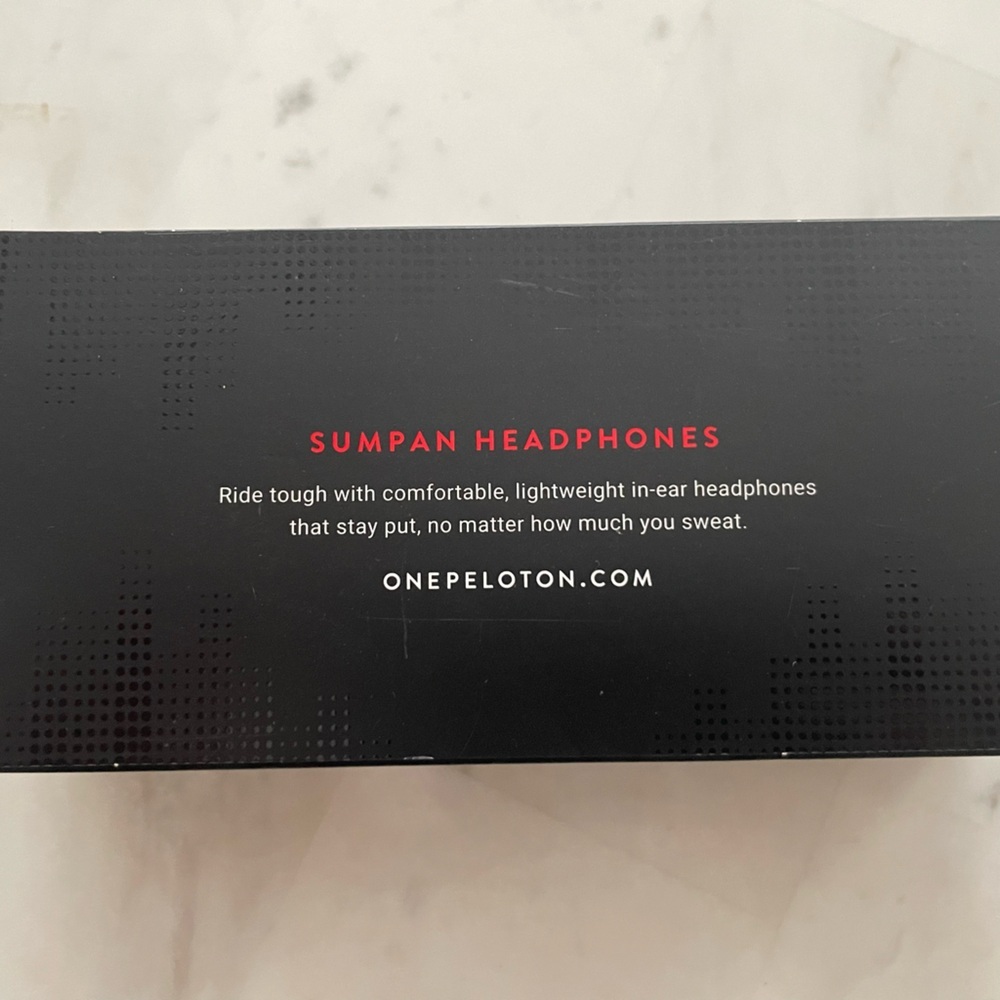 SUMPAN HEADPHONES
Ride tough with comfortable, lightweight in-ear headphones
that stay put, no matter how much you sweat.
ONEPELOTON.COM